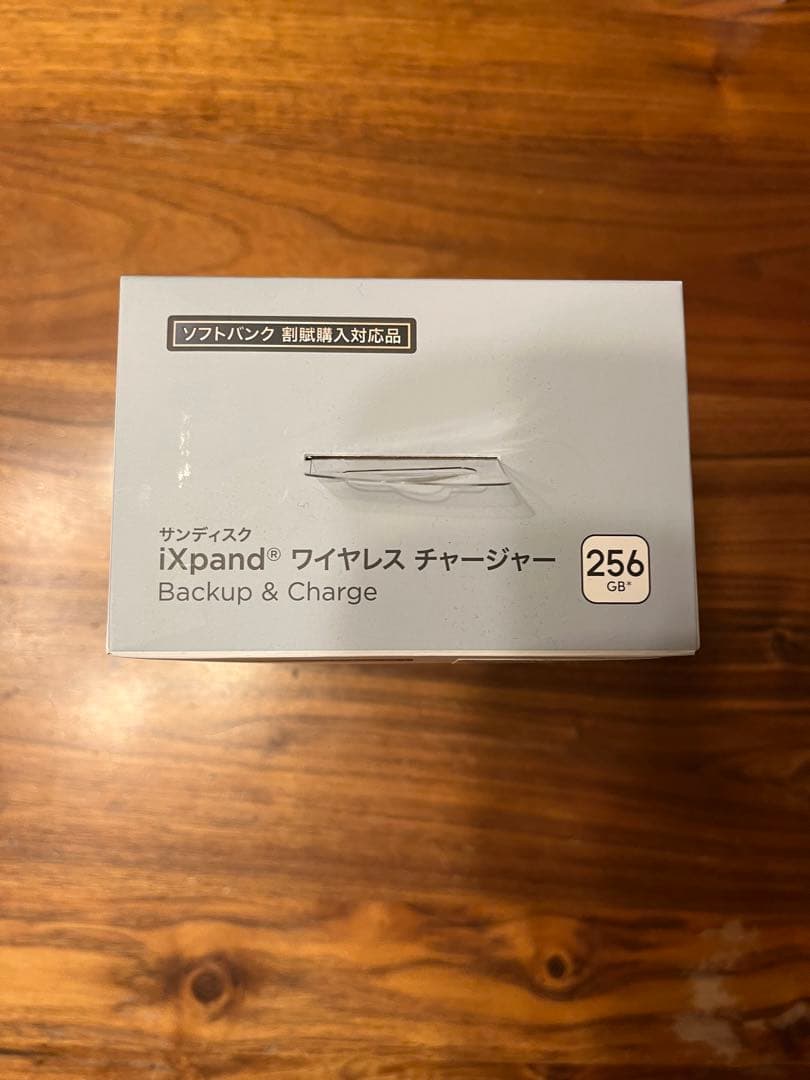 ソフトバンク 割賦購入対応品
サンディスク
iXpand® ワイヤレス チャージャー
Backup & Charge
256
GB*